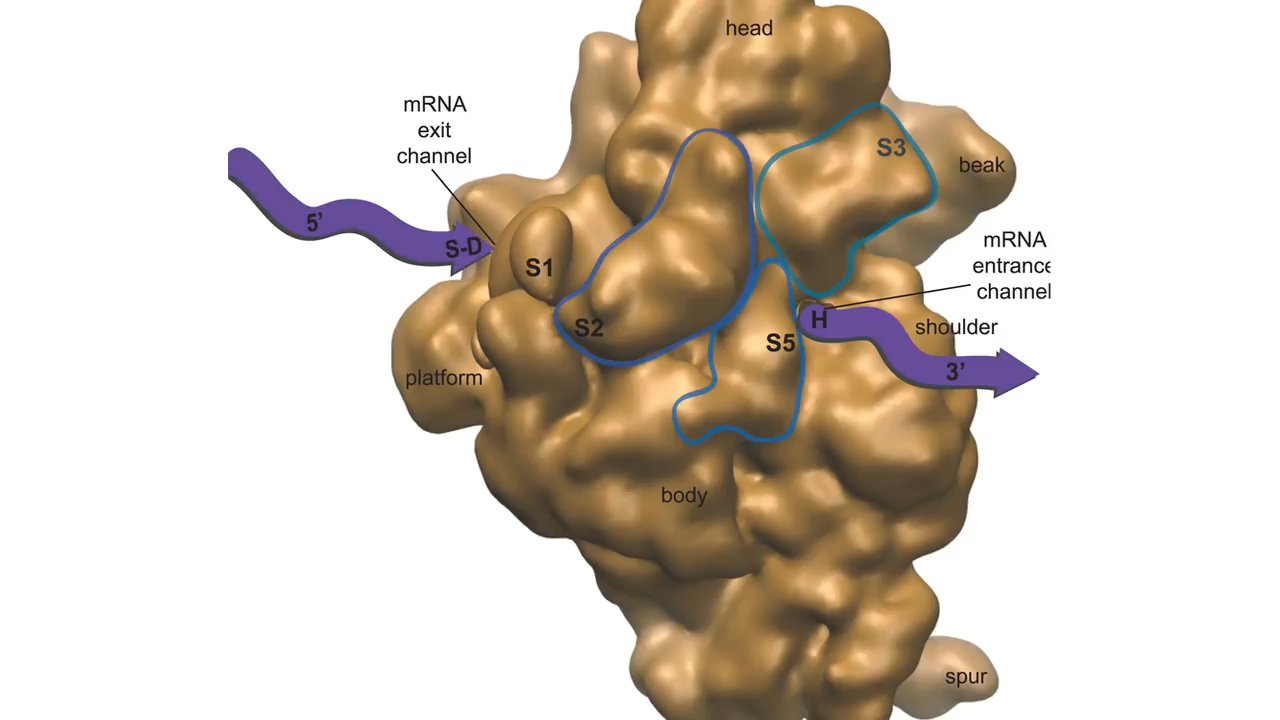 head
mRNA
exit
channel
S3
beak
5’
S-D
mRNA
entrance
channel
S1
S2
H
shoulder
S5
3’
platform
body
spur